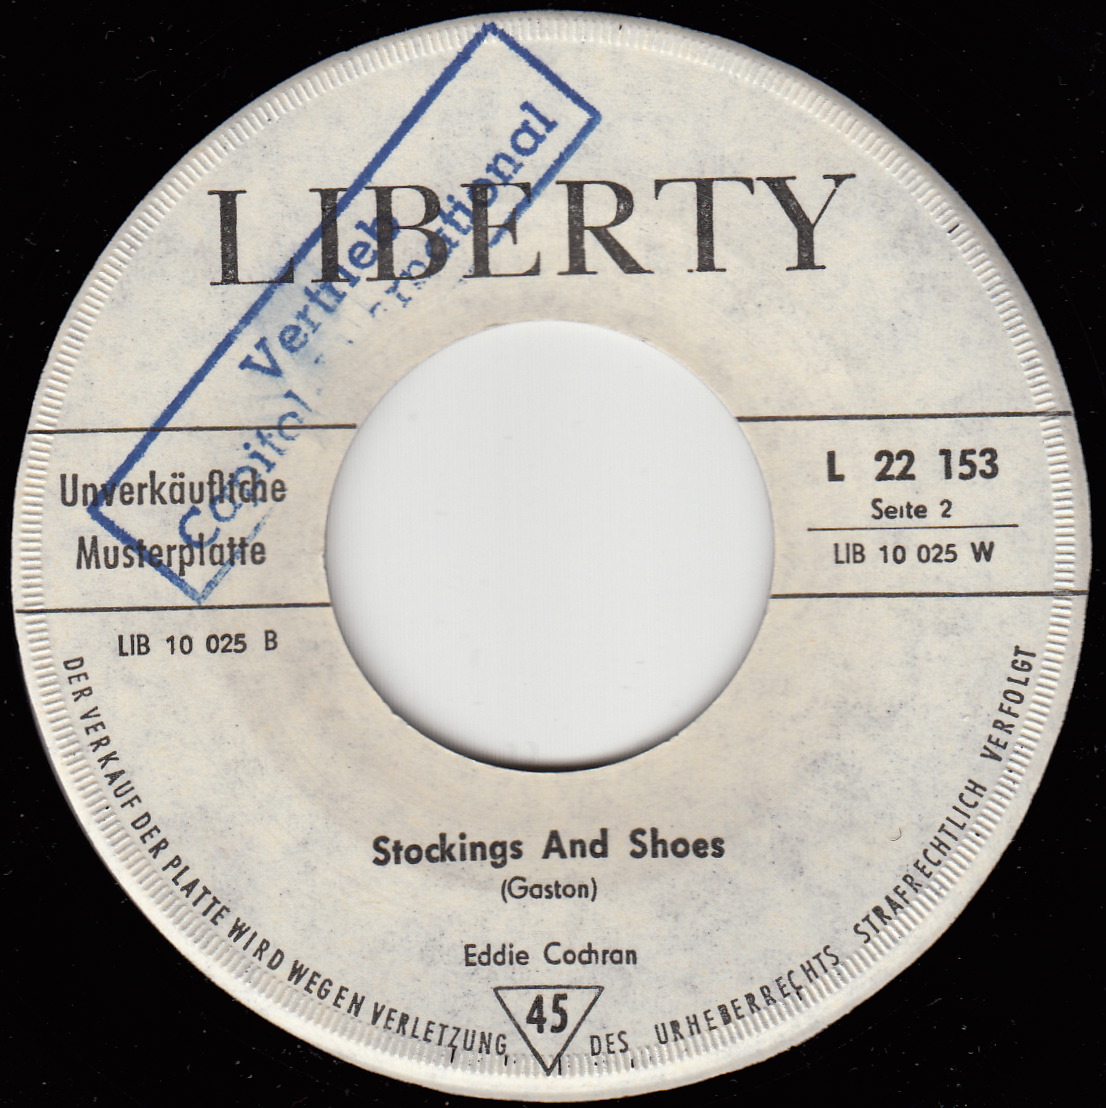 LIBERTY
Vertrieb
Capitol
ernational
Unverkäufliche
Musterplatte
L 22 153
Seite 2
LIB 10 025 W
LIB 10 025 B
Stockings And Shoes
(Gaston)
Eddie Cochran
45
DER VERKAUF DER PLATTE WIRD WEGEN VERLETZUNG DES URHEBERRECHTS STRAFRECHTLICH VERFOLGT